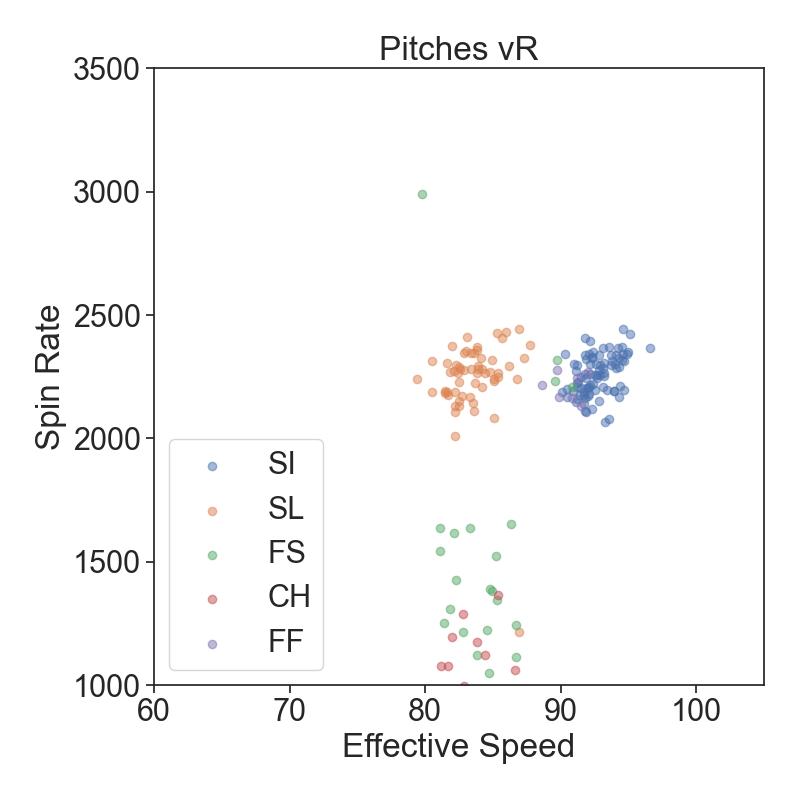 Pitches vR
3500
3000
2500
2000
1500
1000
Spin Rate
SI
SL
FS
CH
FF
60 70 80 90 100
Effective Speed